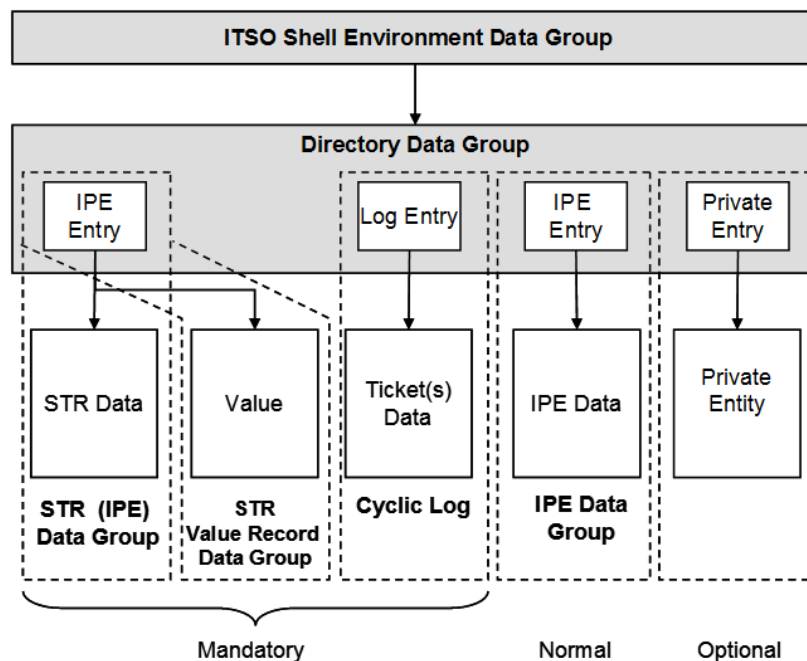 ITSO Shell Environment Data Group
Directory Data Group
IPE
Entry
Log Entry
IPE
Entry
Private
Entry
STR Data
Value
Ticket(s)
Data
IPE Data
Private
Entity
STR (IPE)
Data Group
STR
Value Record
Data Group
Cyclic Log
IPE Data
Group
Mandatory
Normal
Optional